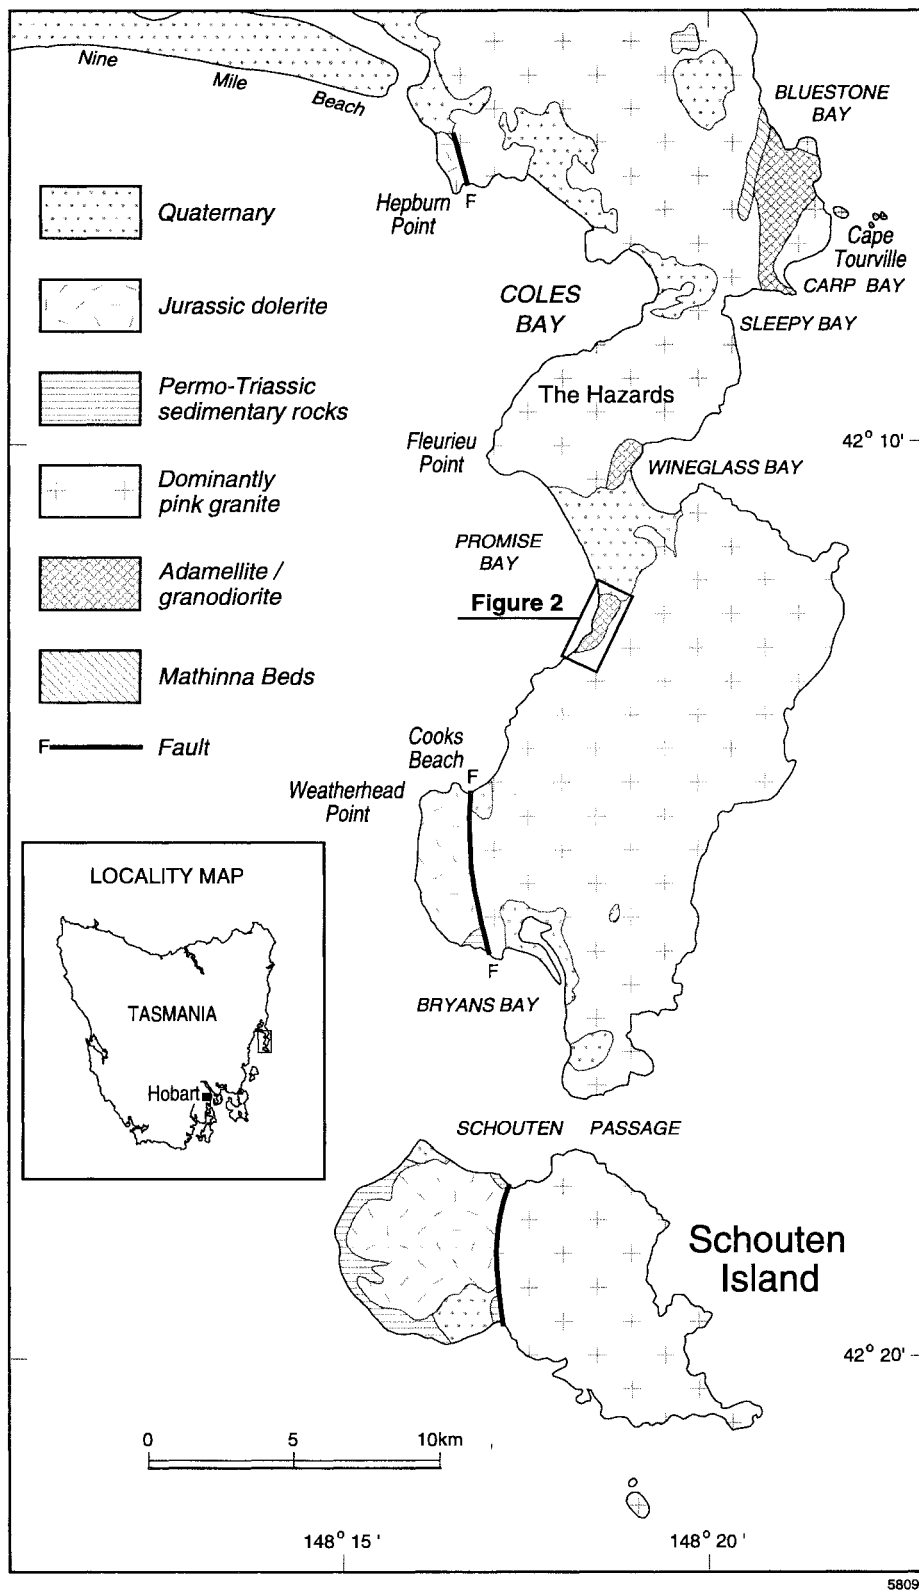 Nine
Mile
Beach
BLUESTONE
BAY
Quaternary
Hepburn
Point
F
Cape
Tourville
CARP BAY
Jurassic dolerite
COLES
BAY
SLEEPY BAY
Permo-Triassic
sedimentary rocks
The Hazards
Fleurieu
Point
42° 10'
WINEGLASS BAY
Dominantly
pink granite
PROMISE
BAY
Adamellite /
granodiorite
Figure 2
Mathinna Beds
F
Fault
Cooks
Beach
F
Weatherhead
Point
LOCALITY MAP
TASMANIA
Hobart
F
BRYANS BAY
SCHOUTEN PASSAGE
Schouten
Island
42° 20'
0 5 10km
148° 15'
148° 20'
5809